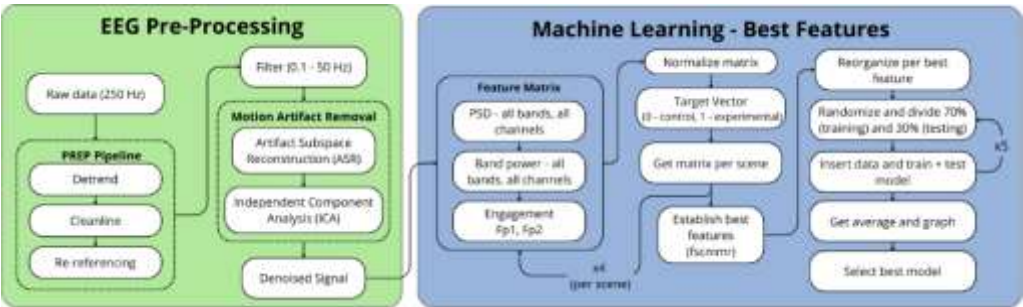 EEG Pre-Processing
Raw data (250 Hz)
PREP Pipeline
Detrend
Cleanline
Re-referencing
Filter (0.1 - 50 Hz)
Motion Artifact Removal
Artifact Subspace
Reconstruction (ASR)
Independent Component
Analysis (ICA)
Denoised Signal
Machine Learning - Best Features
Feature Matrix
PSD - all bands, all
channels
Band power - all
bands, all channels
Engagement
Fp1, Fp2
x4
(per scene)
Normalize matrix
Target Vector
(0 - control, 1 - experimental)
Get matrix per scene
Establish best
features
(fscmrmr)
Reorganize per best
feature
Randomize and divide 70%
(training) and 30% (testing)
x5
Insert data and train + test
model
Get average and graph
Select best model